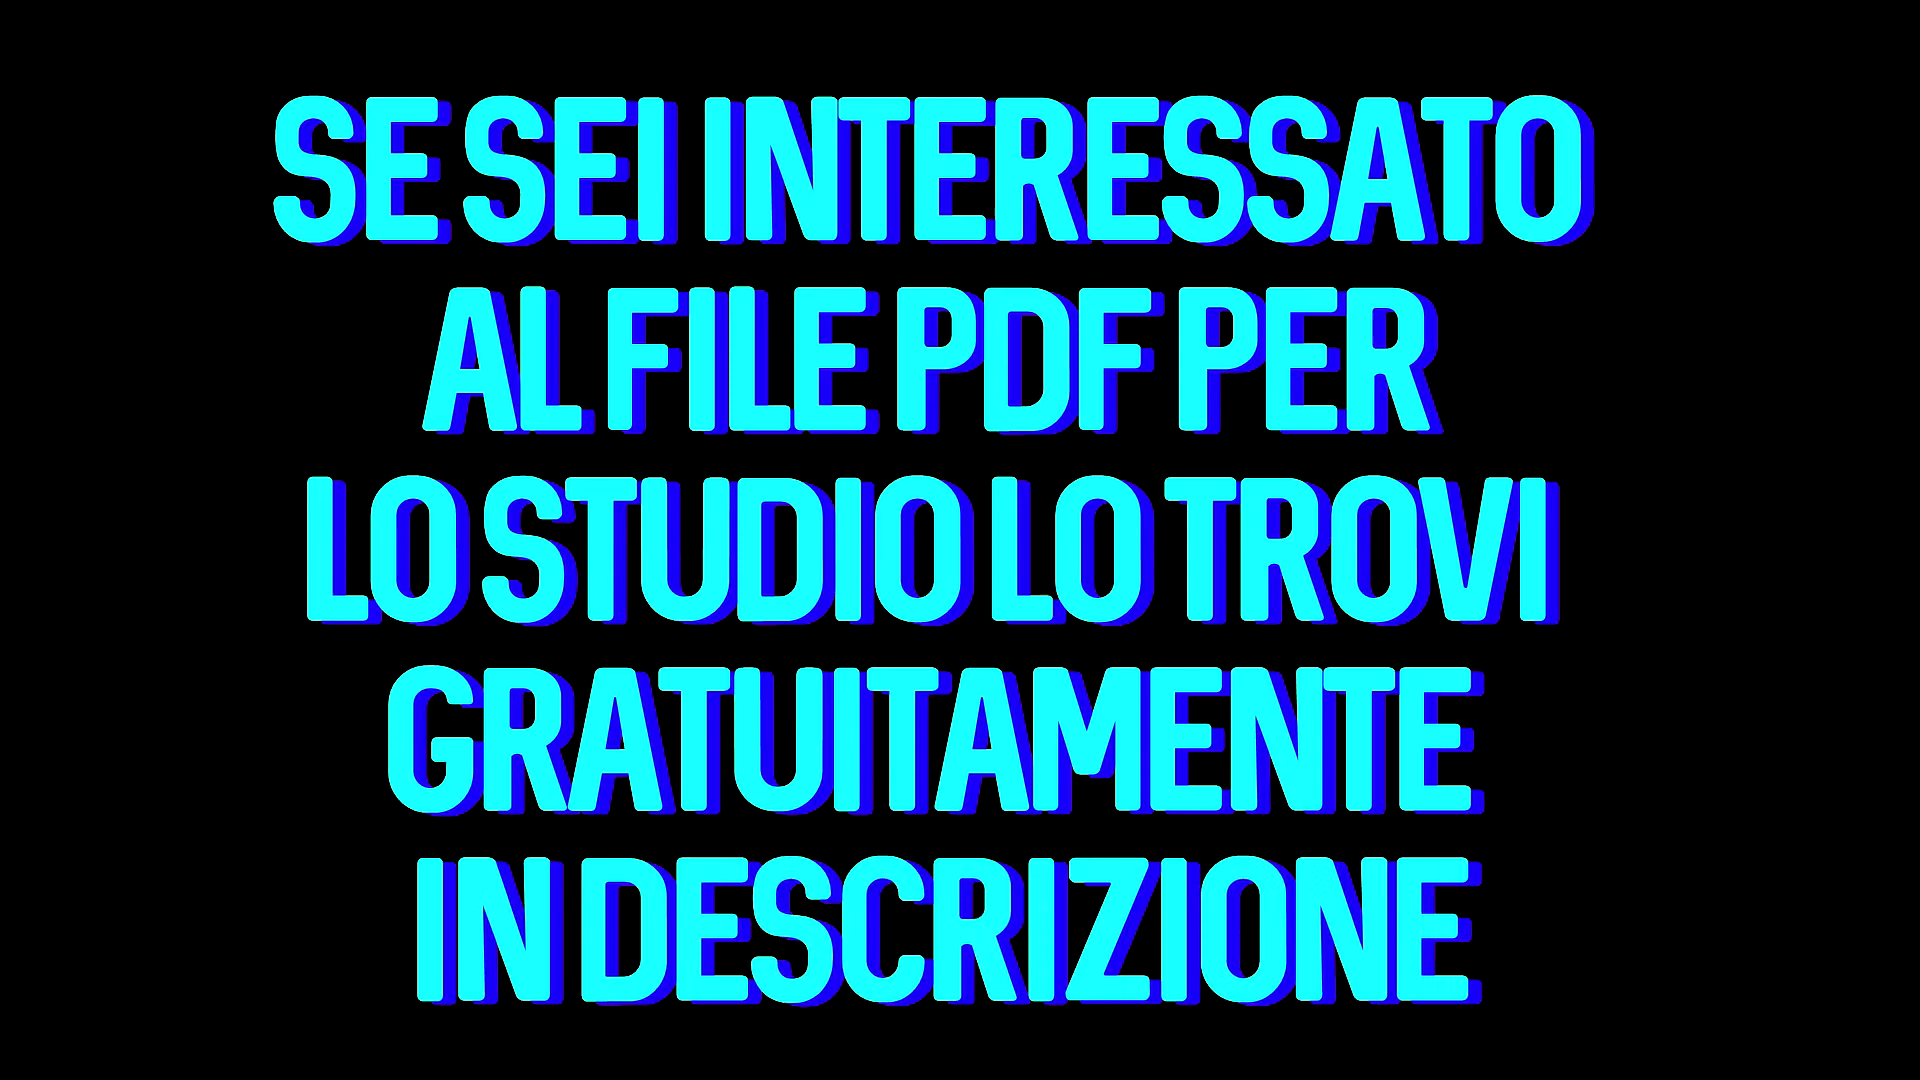 SE SEI INTERESSATO
AL FILE PDF PER
LO STUDIO LO TROVI
GRATUITAMENTE
IN DESCRIZIONE